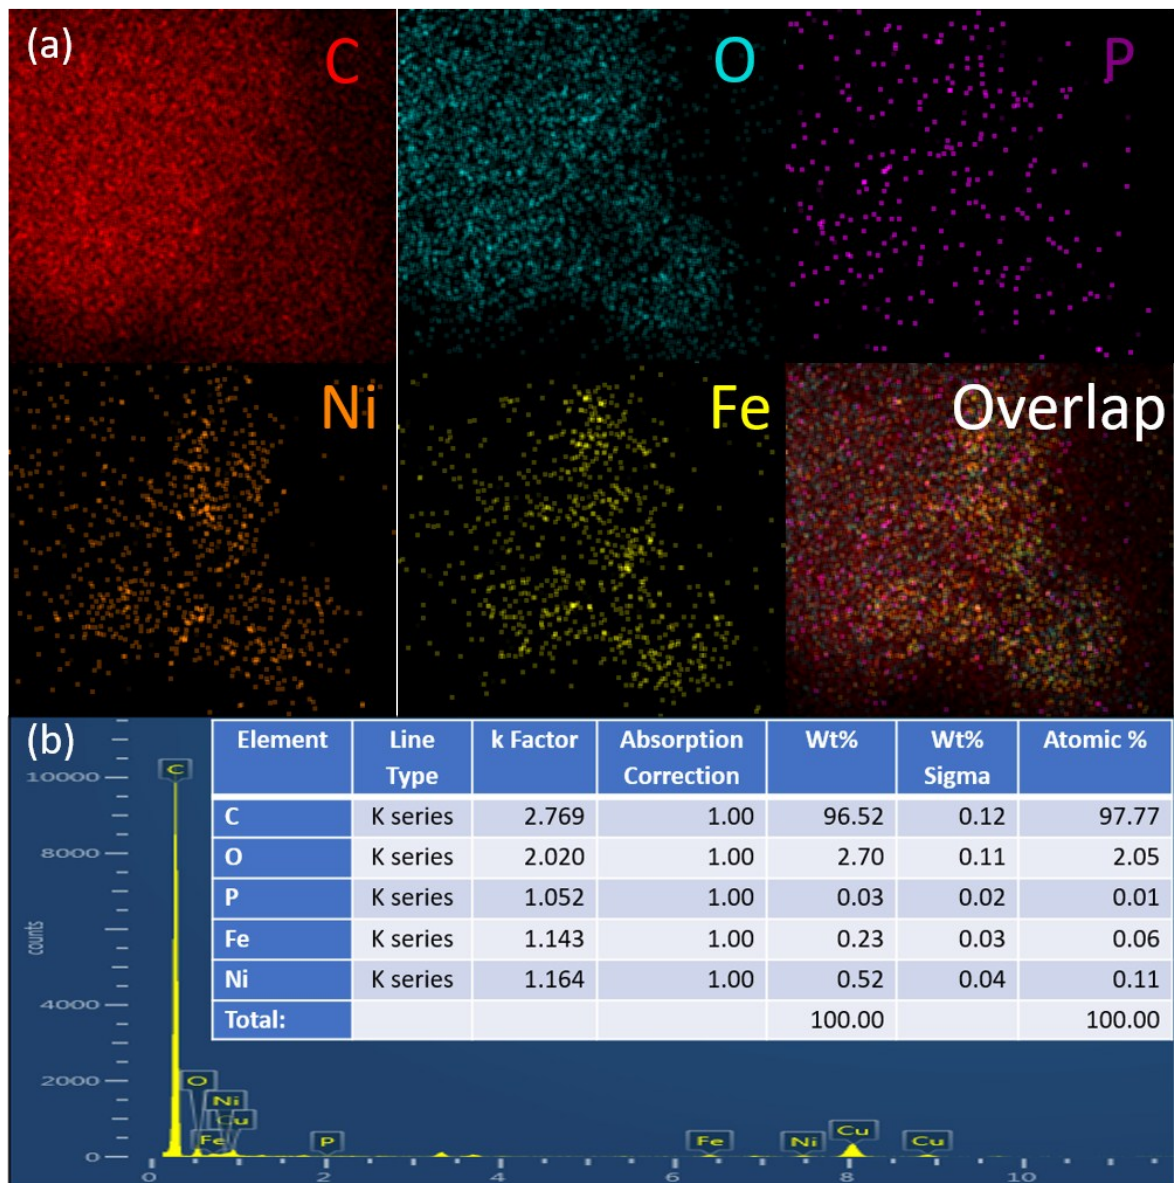 (a)
C
O
P
Ni
Fe
Overlap
(b)
Element Line Type k Factor Absorption Correction Wt% Wt% Sigma Atomic %
C K series 2.769 1.00 96.52 0.12 97.77
O K series 2.020 1.00 2.70 0.11 2.05
P K series 1.052 1.00 0.03 0.02 0.01
Fe K series 1.143 1.00 0.23 0.03 0.06
Ni K series 1.164 1.00 0.52 0.04 0.11
Total: 100.00 100.00
counts
10000
8000
4000
2000
0
C
O
Ni
Cu
Fe
P
Fe
Ni
Cu
Cu
0 2 4 6 8 10